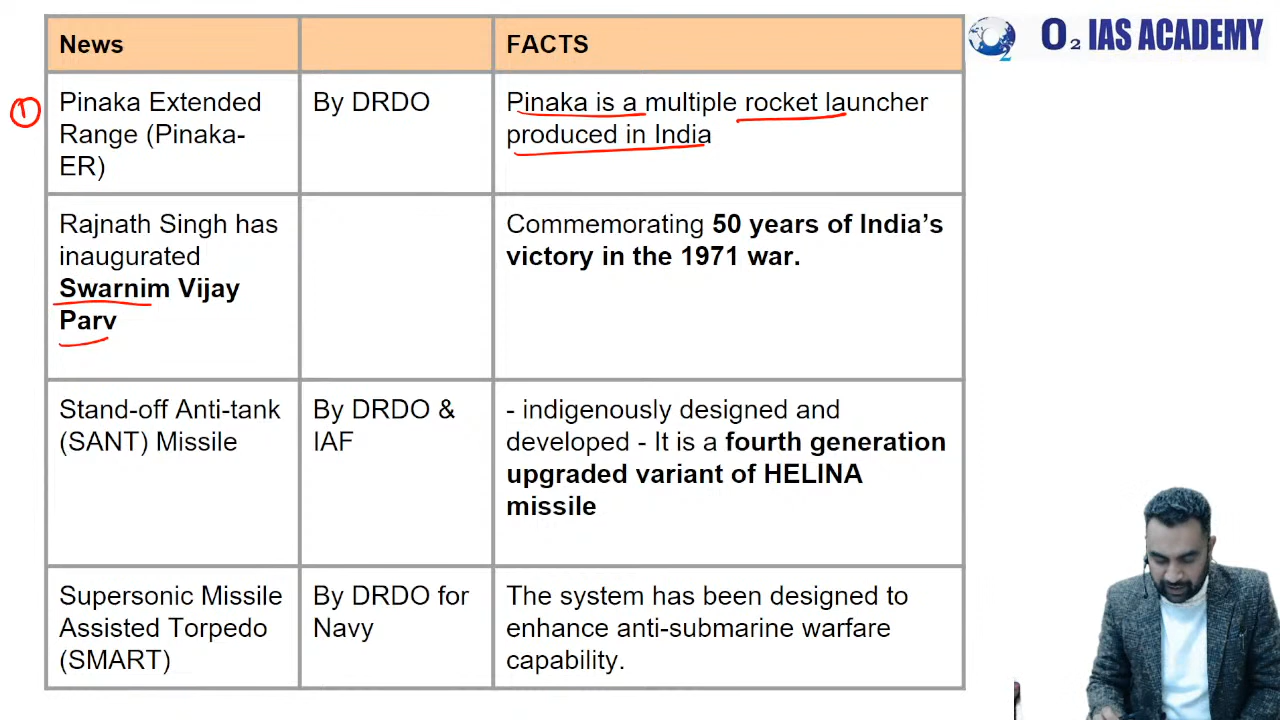 News
FACTS
O₂ IAS ACADEMY
1
Pinaka Extended
Range (Pinaka-
ER)
By DRDO
Pinaka is a multiple rocket launcher
produced in India
Rajnath Singh has
inaugurated
Swarnim Vijay
Parv
Commemorating 50 years of India’s
victory in the 1971 war.
Stand-off Anti-tank
(SANT) Missile
By DRDO &
IAF
- indigenously designed and
developed - It is a fourth generation
upgraded variant of HELINA
missile
Supersonic Missile
Assisted Torpedo
(SMART)
By DRDO for
Navy
The system has been designed to
enhance anti-submarine warfare
capability.